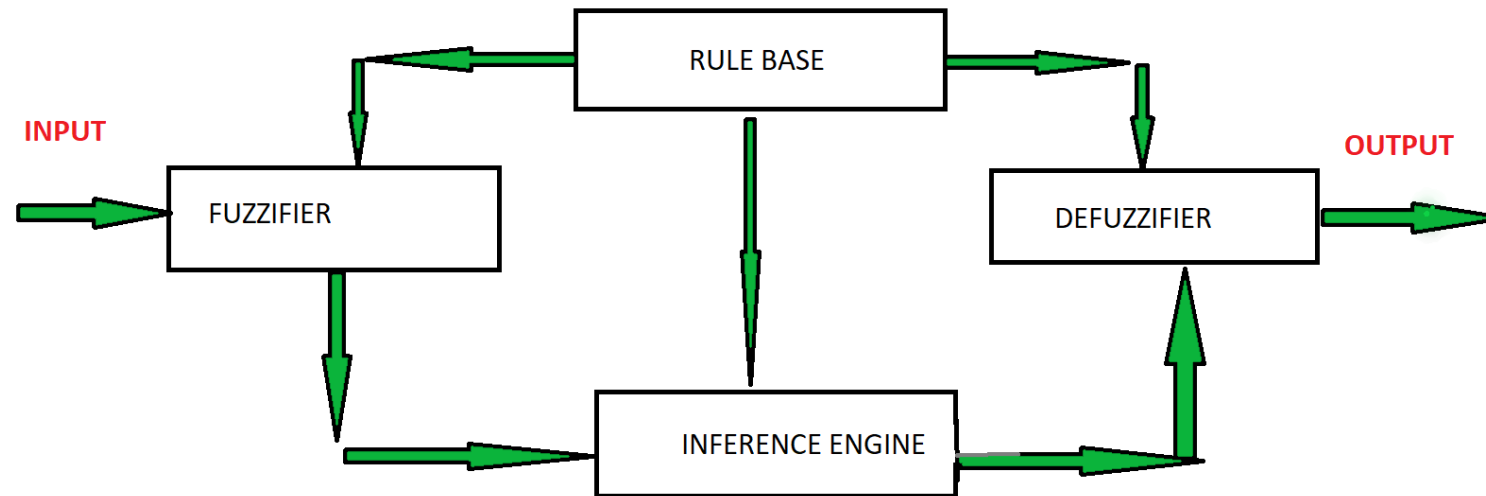 RULE BASE
INPUT
OUTPUT
FUZZIFIER
DEFUZZIFIER
INFERENCE ENGINE